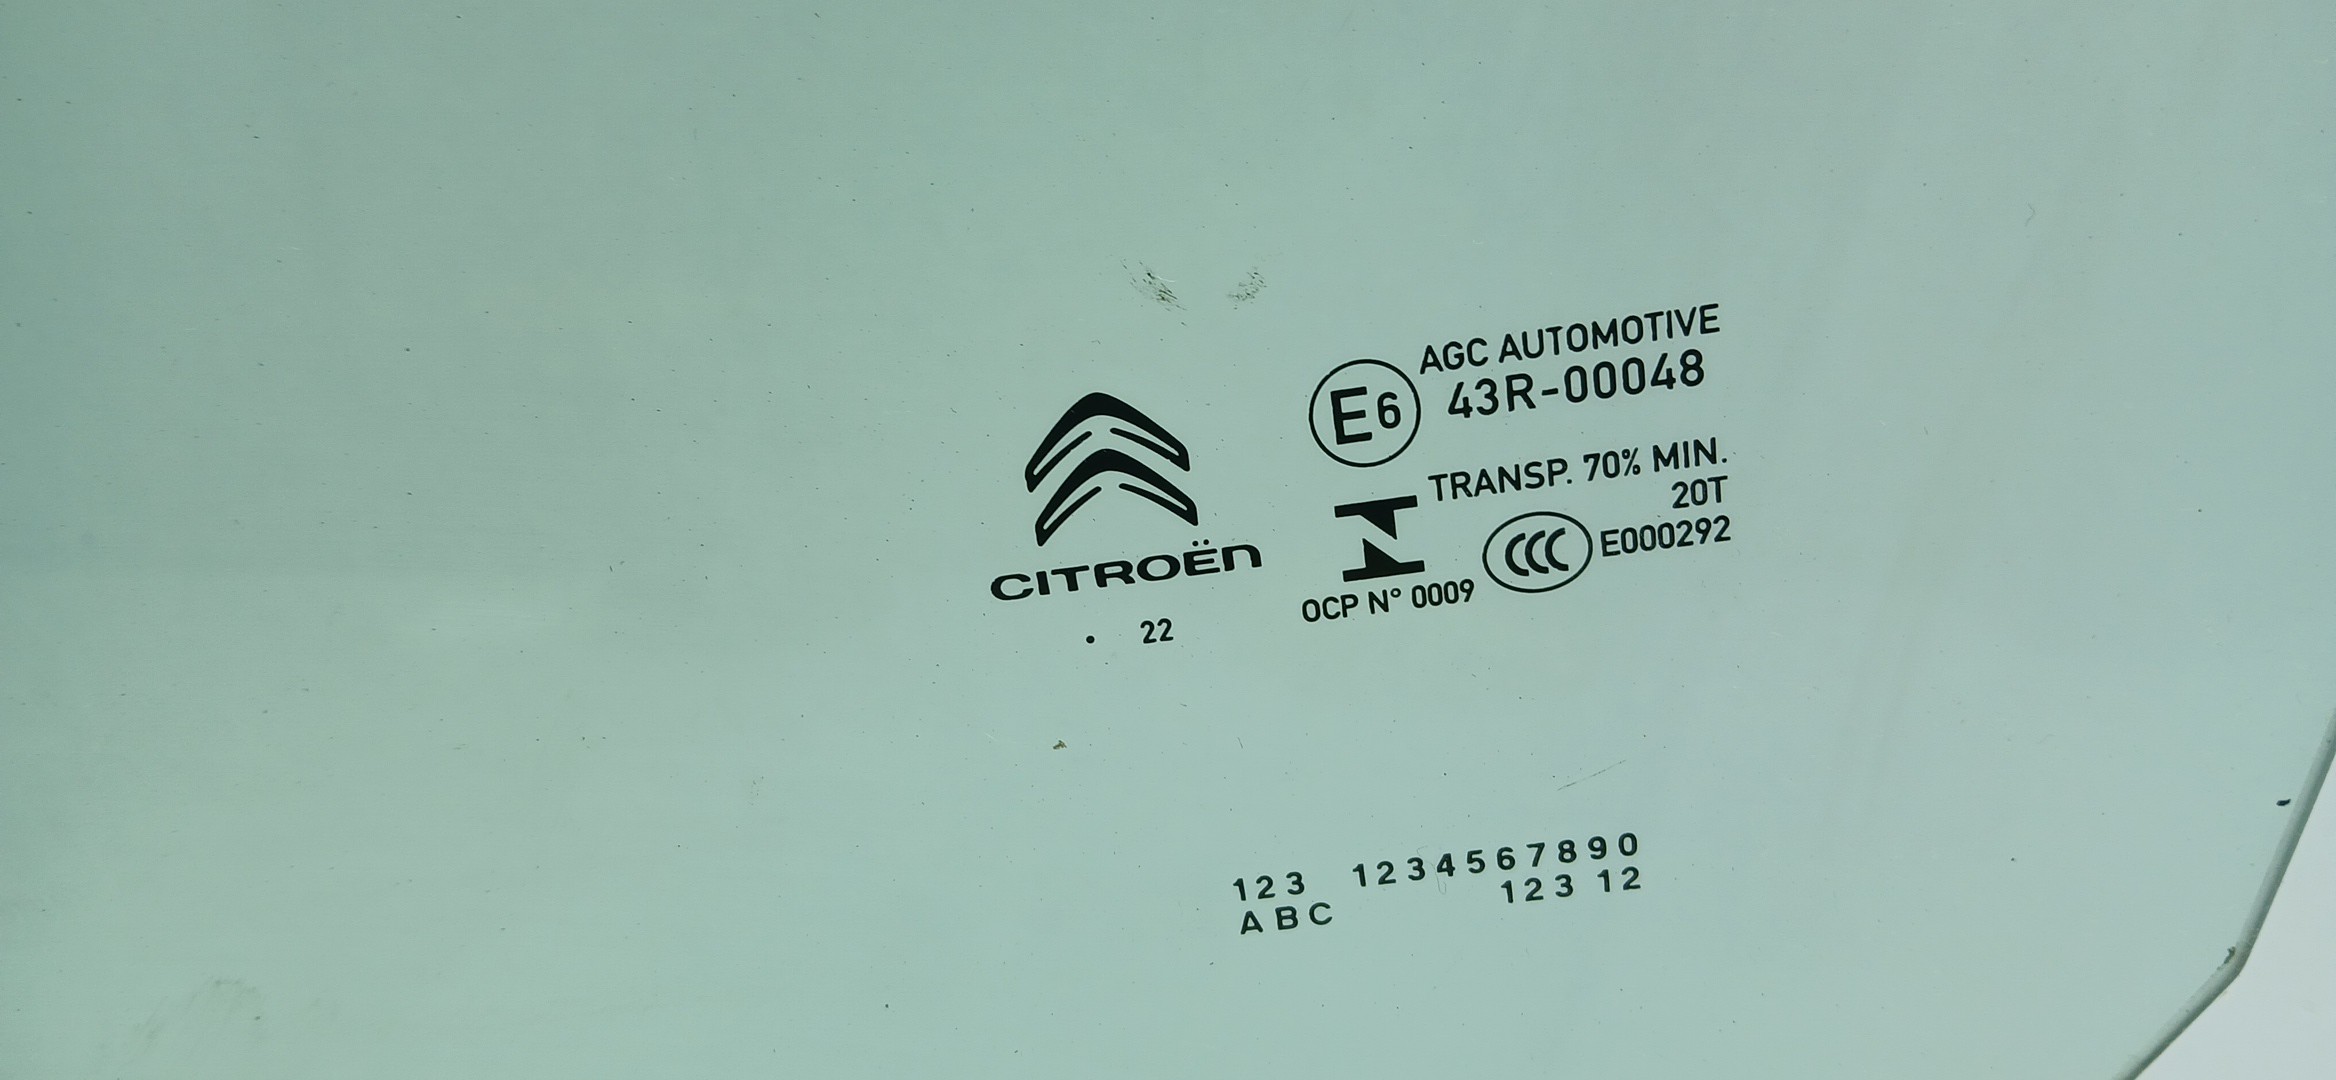 AGC AUTOMOTIVE
E6 43R-00048
TRANSP. 70% MIN.
20T
CCC E000292
OCP N° 0009
CITROËn
. 22
123 1234567890
ABC 123 12